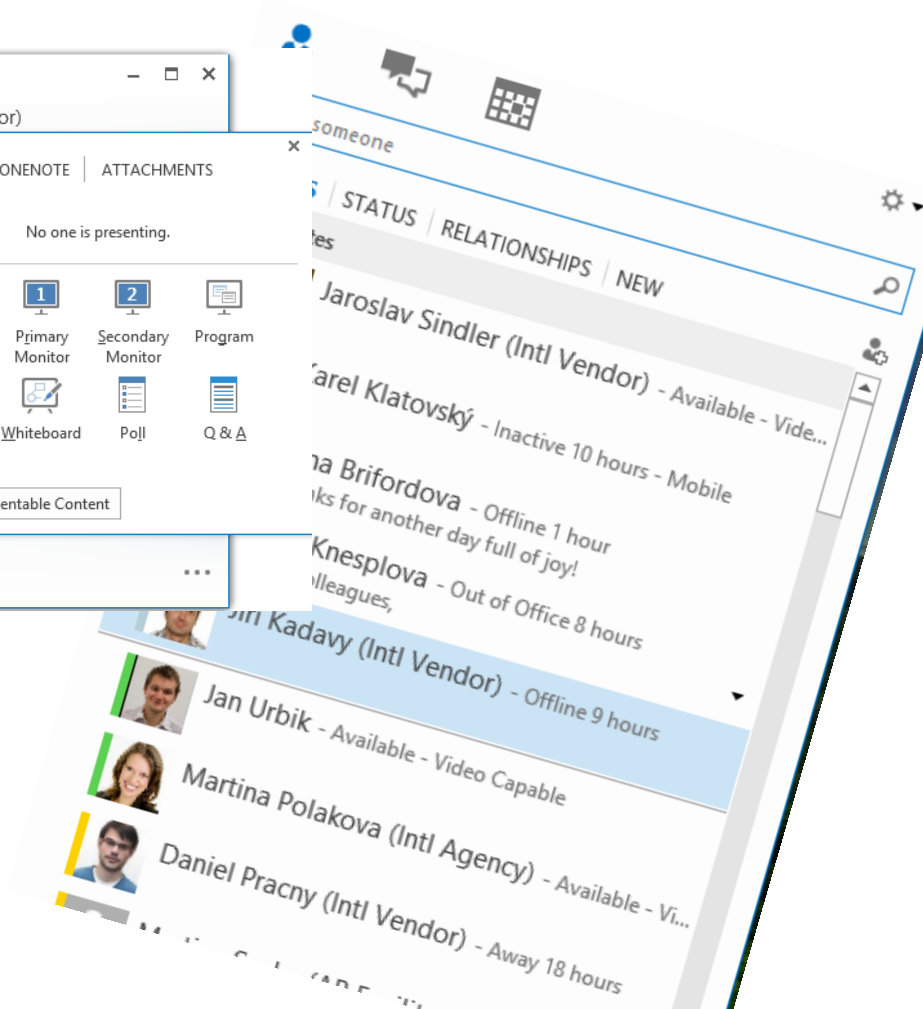 or)
ONENOTE
ATTACHMENTS
No one is presenting.
1
2
Primary Monitor
Secondary Monitor
Program
Whiteboard
Poll
Q & A
entable Content
someone
S STATUS RELATIONSHIPS NEW
tes
Jaroslav Sindler (Intl Vendor) - Available - Vide...
Karel Klatovský - Inactive 10 hours - Mobile
na Brifordova - Offline 1 hour
ks for another day full of joy!
Knesplova - Out of Office 8 hours
lleagues,
Jiri Kadavy (Intl Vendor) - Offline 9 hours
Jan Urbik - Available - Video Capable
Martina Polakova (Intl Agency) - Available - Vi...
Daniel Pracny (Intl Vendor) - Away 18 hours